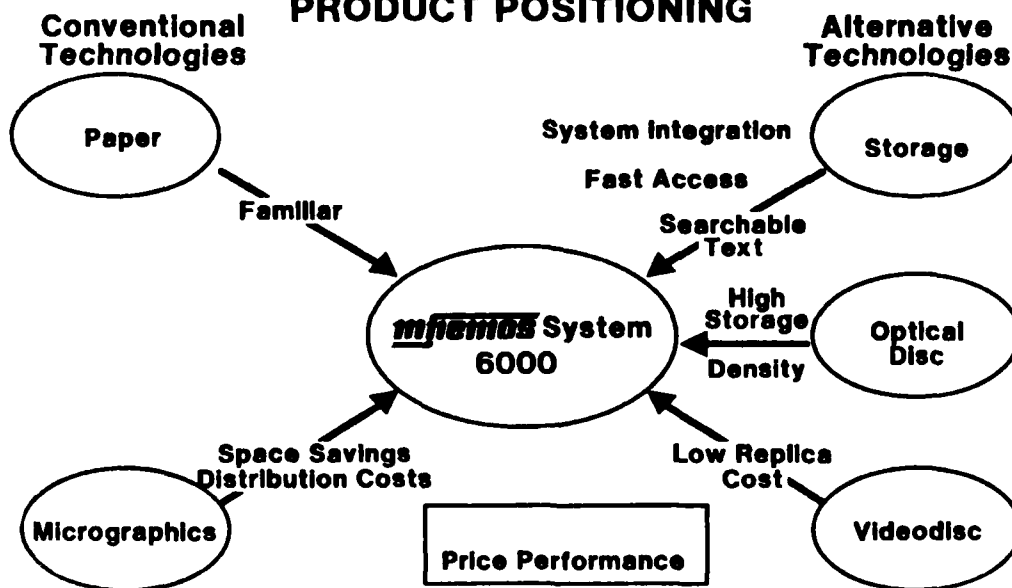 PRODUCT POSITIONING
Conventional
Technologies
Alternative
Technologies
Paper
System Integration
Storage
Fast Access
Familiar
Searchable
Text
mnemos System
6000
High
Storage
Density
Optical
Disc
Space Savings
Distribution Costs
Low Replica
Cost
Micrographics
Price Performance
Videodisc